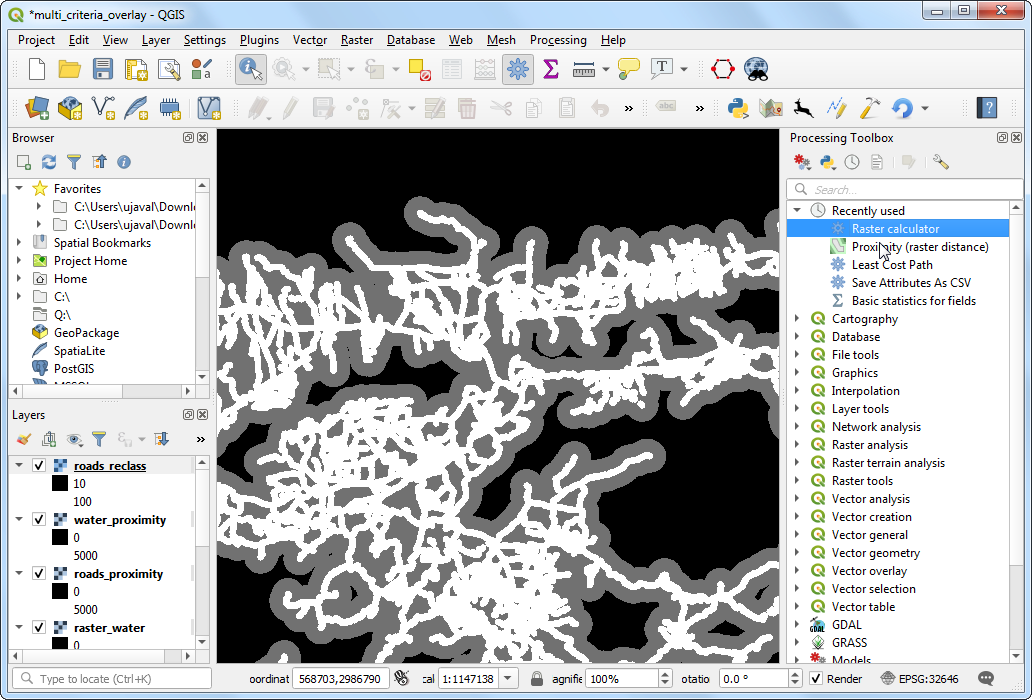 *multi_criteria_overlay - QGIS
Project Edit View Layer Settings Plugins Vector Raster Database Web Mesh Processing Help
Browser
Favorites
C:\Users\ujaval\Downl
C:\Users\ujaval\Downl
Spatial Bookmarks
Project Home
Home
C:\
Q:\
GeoPackage
SpatiaLite
PostGIS
Layers
roads_reclass
10
100
water_proximity
0
5000
roads_proximity
0
5000
raster_water
0
Processing Toolbox
Search...
Recently used
Raster calculator
Proximity (raster distance)
Least Cost Path
Save Attributes As CSV
Basic statistics for fields
Cartography
Database
File tools
Graphics
Interpolation
Layer tools
Network analysis
Raster analysis
Raster terrain analysis
Raster tools
Vector analysis
Vector creation
Vector general
Vector geometry
Vector overlay
Vector selection
Vector table
GDAL
GRASS
Models
Type to locate (Ctrl+K) oordinat 568703,2986790 cal 1:1147138 agnifie 100% otatio 0.0 ° Render EPSG:32646